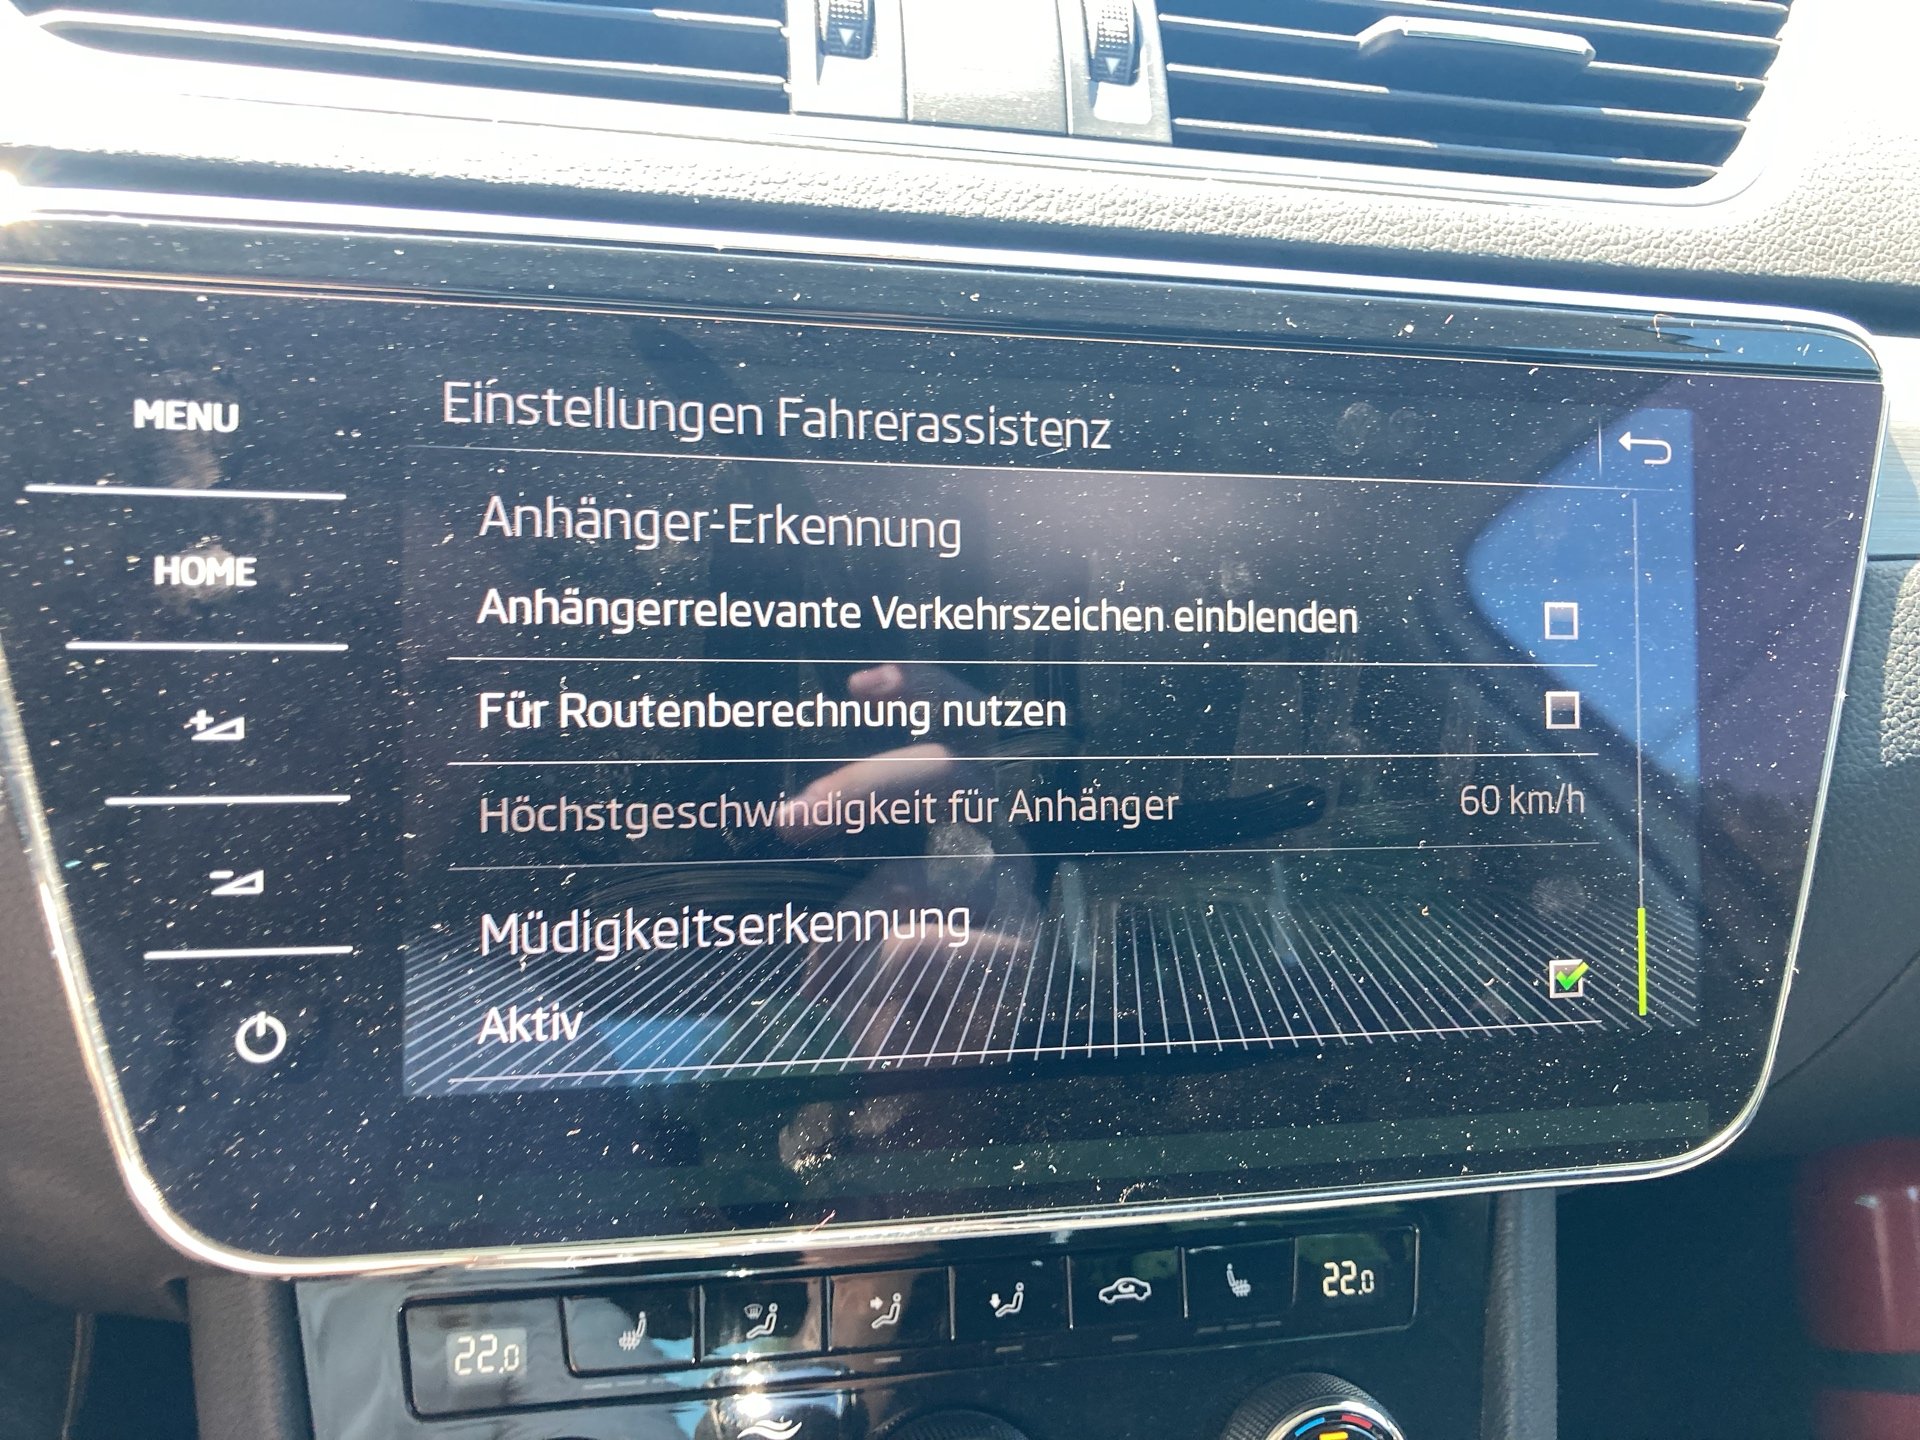 MENU
HOME
Einstellungen Fahrerassistenz
Anhänger-Erkennung
Anhängerrelevante Verkehrszeichen einblenden
Für Routenberechnung nutzen
Höchstgeschwindigkeit für Anhänger 60 km/h
Müdigkeitserkennung
Aktiv
22.0
22.0